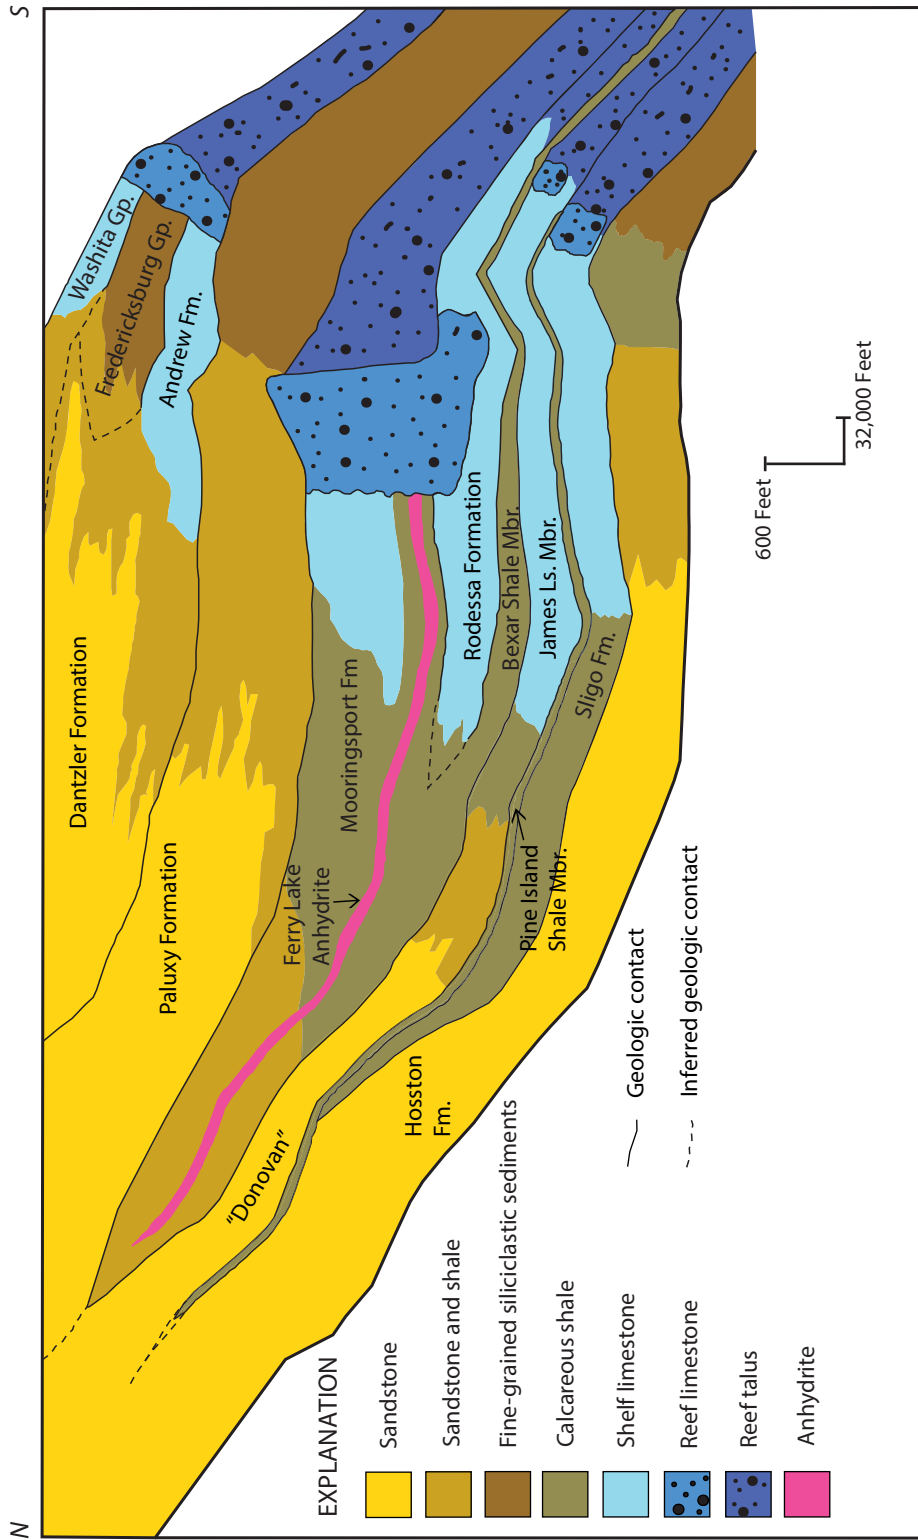 N
S
Washita Gp.
Fredericksburg Gp.
Andrew Fm.
Dantzler Formation
Paluxy Formation
Mooringsport Fm
Ferry Lake
Anhydrite
Rodessa Formation
Bexar Shale Mbr.
James Ls. Mbr.
Sligo Fm.
Pine Island
Shale Mbr.
"Donovan"
Hosston
Fm.
600 Feet
32,000 Feet
EXPLANATION
Sandstone
Sandstone and shale
Fine-grained siliciclastic sediments
Calcareous shale
Shelf limestone
Reef limestone
Reef talus
Anhydrite
Geologic contact
Inferred geologic contact